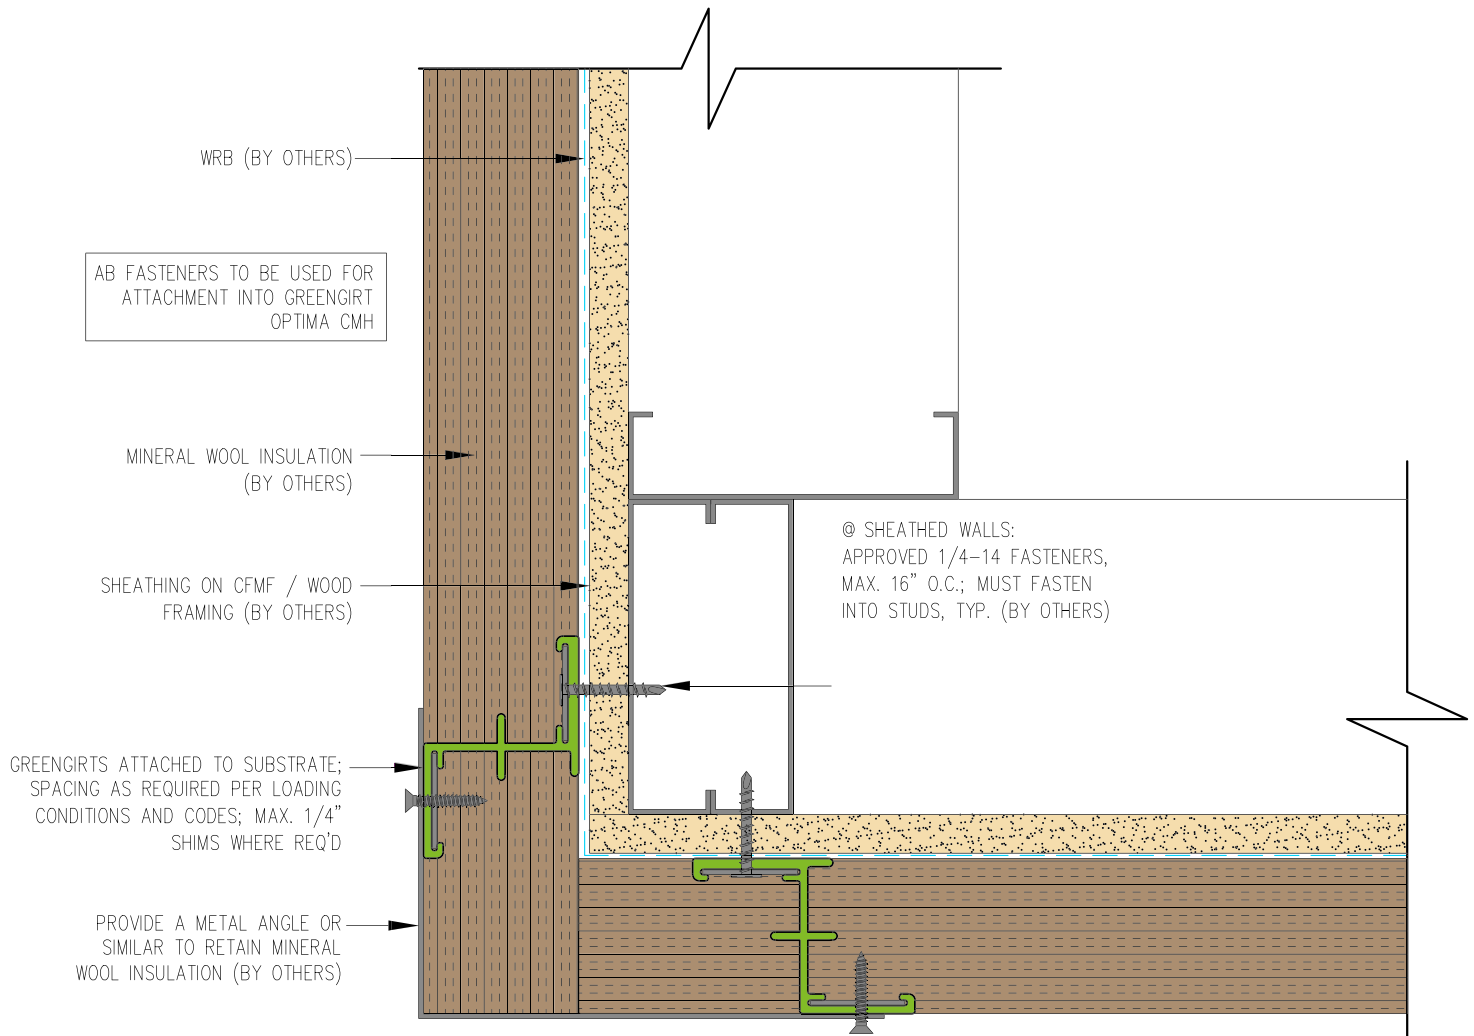 WRB (BY OTHERS)
AB FASTENERS TO BE USED FOR
ATTACHMENT INTO GREENGIRT
OPTIMA CMH
MINERAL WOOL INSULATION
(BY OTHERS)
@ SHEATHED WALLS:
APPROVED 1/4-14 FASTENERS,
MAX. 16" O.C.; MUST FASTEN
INTO STUDS, TYP. (BY OTHERS)
SHEATHING ON CFMF / WOOD
FRAMING (BY OTHERS)
GREENGIRTS ATTACHED TO SUBSTRATE;
SPACING AS REQUIRED PER LOADING
CONDITIONS AND CODES; MAX. 1/4"
SHIMS WHERE REQ'D
PROVIDE A METAL ANGLE OR
SIMILAR TO RETAIN MINERAL
WOOL INSULATION (BY OTHERS)